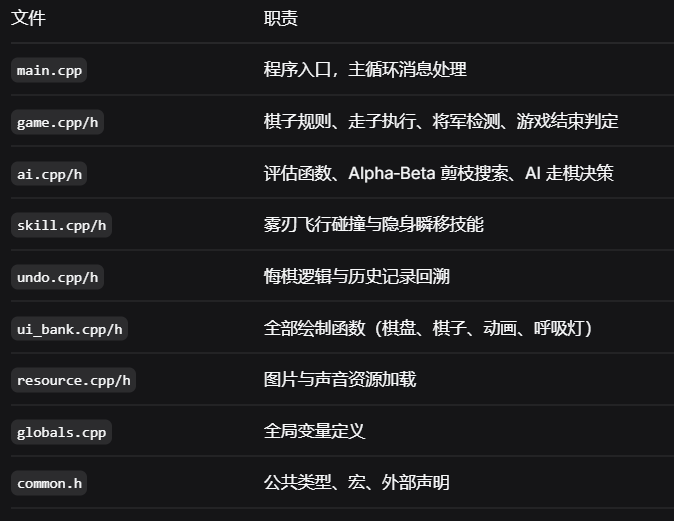 文件 职责
main.cpp 程序入口，主循环消息处理
game.cpp/h 棋子规则、走子执行、将军检测、游戏结束判定
ai.cpp/h 评估函数、Alpha-Beta 剪枝搜索、AI 走棋决策
skill.cpp/h 雾刃飞行碰撞与隐身瞬移技能
undo.cpp/h 悔棋逻辑与历史记录回溯
ui_bank.cpp/h 全部绘制函数（棋盘、棋子、动画、呼吸灯）
resource.cpp/h 图片与声音资源加载
globals.cpp 全局变量定义
common.h 公共类型、宏、外部声明